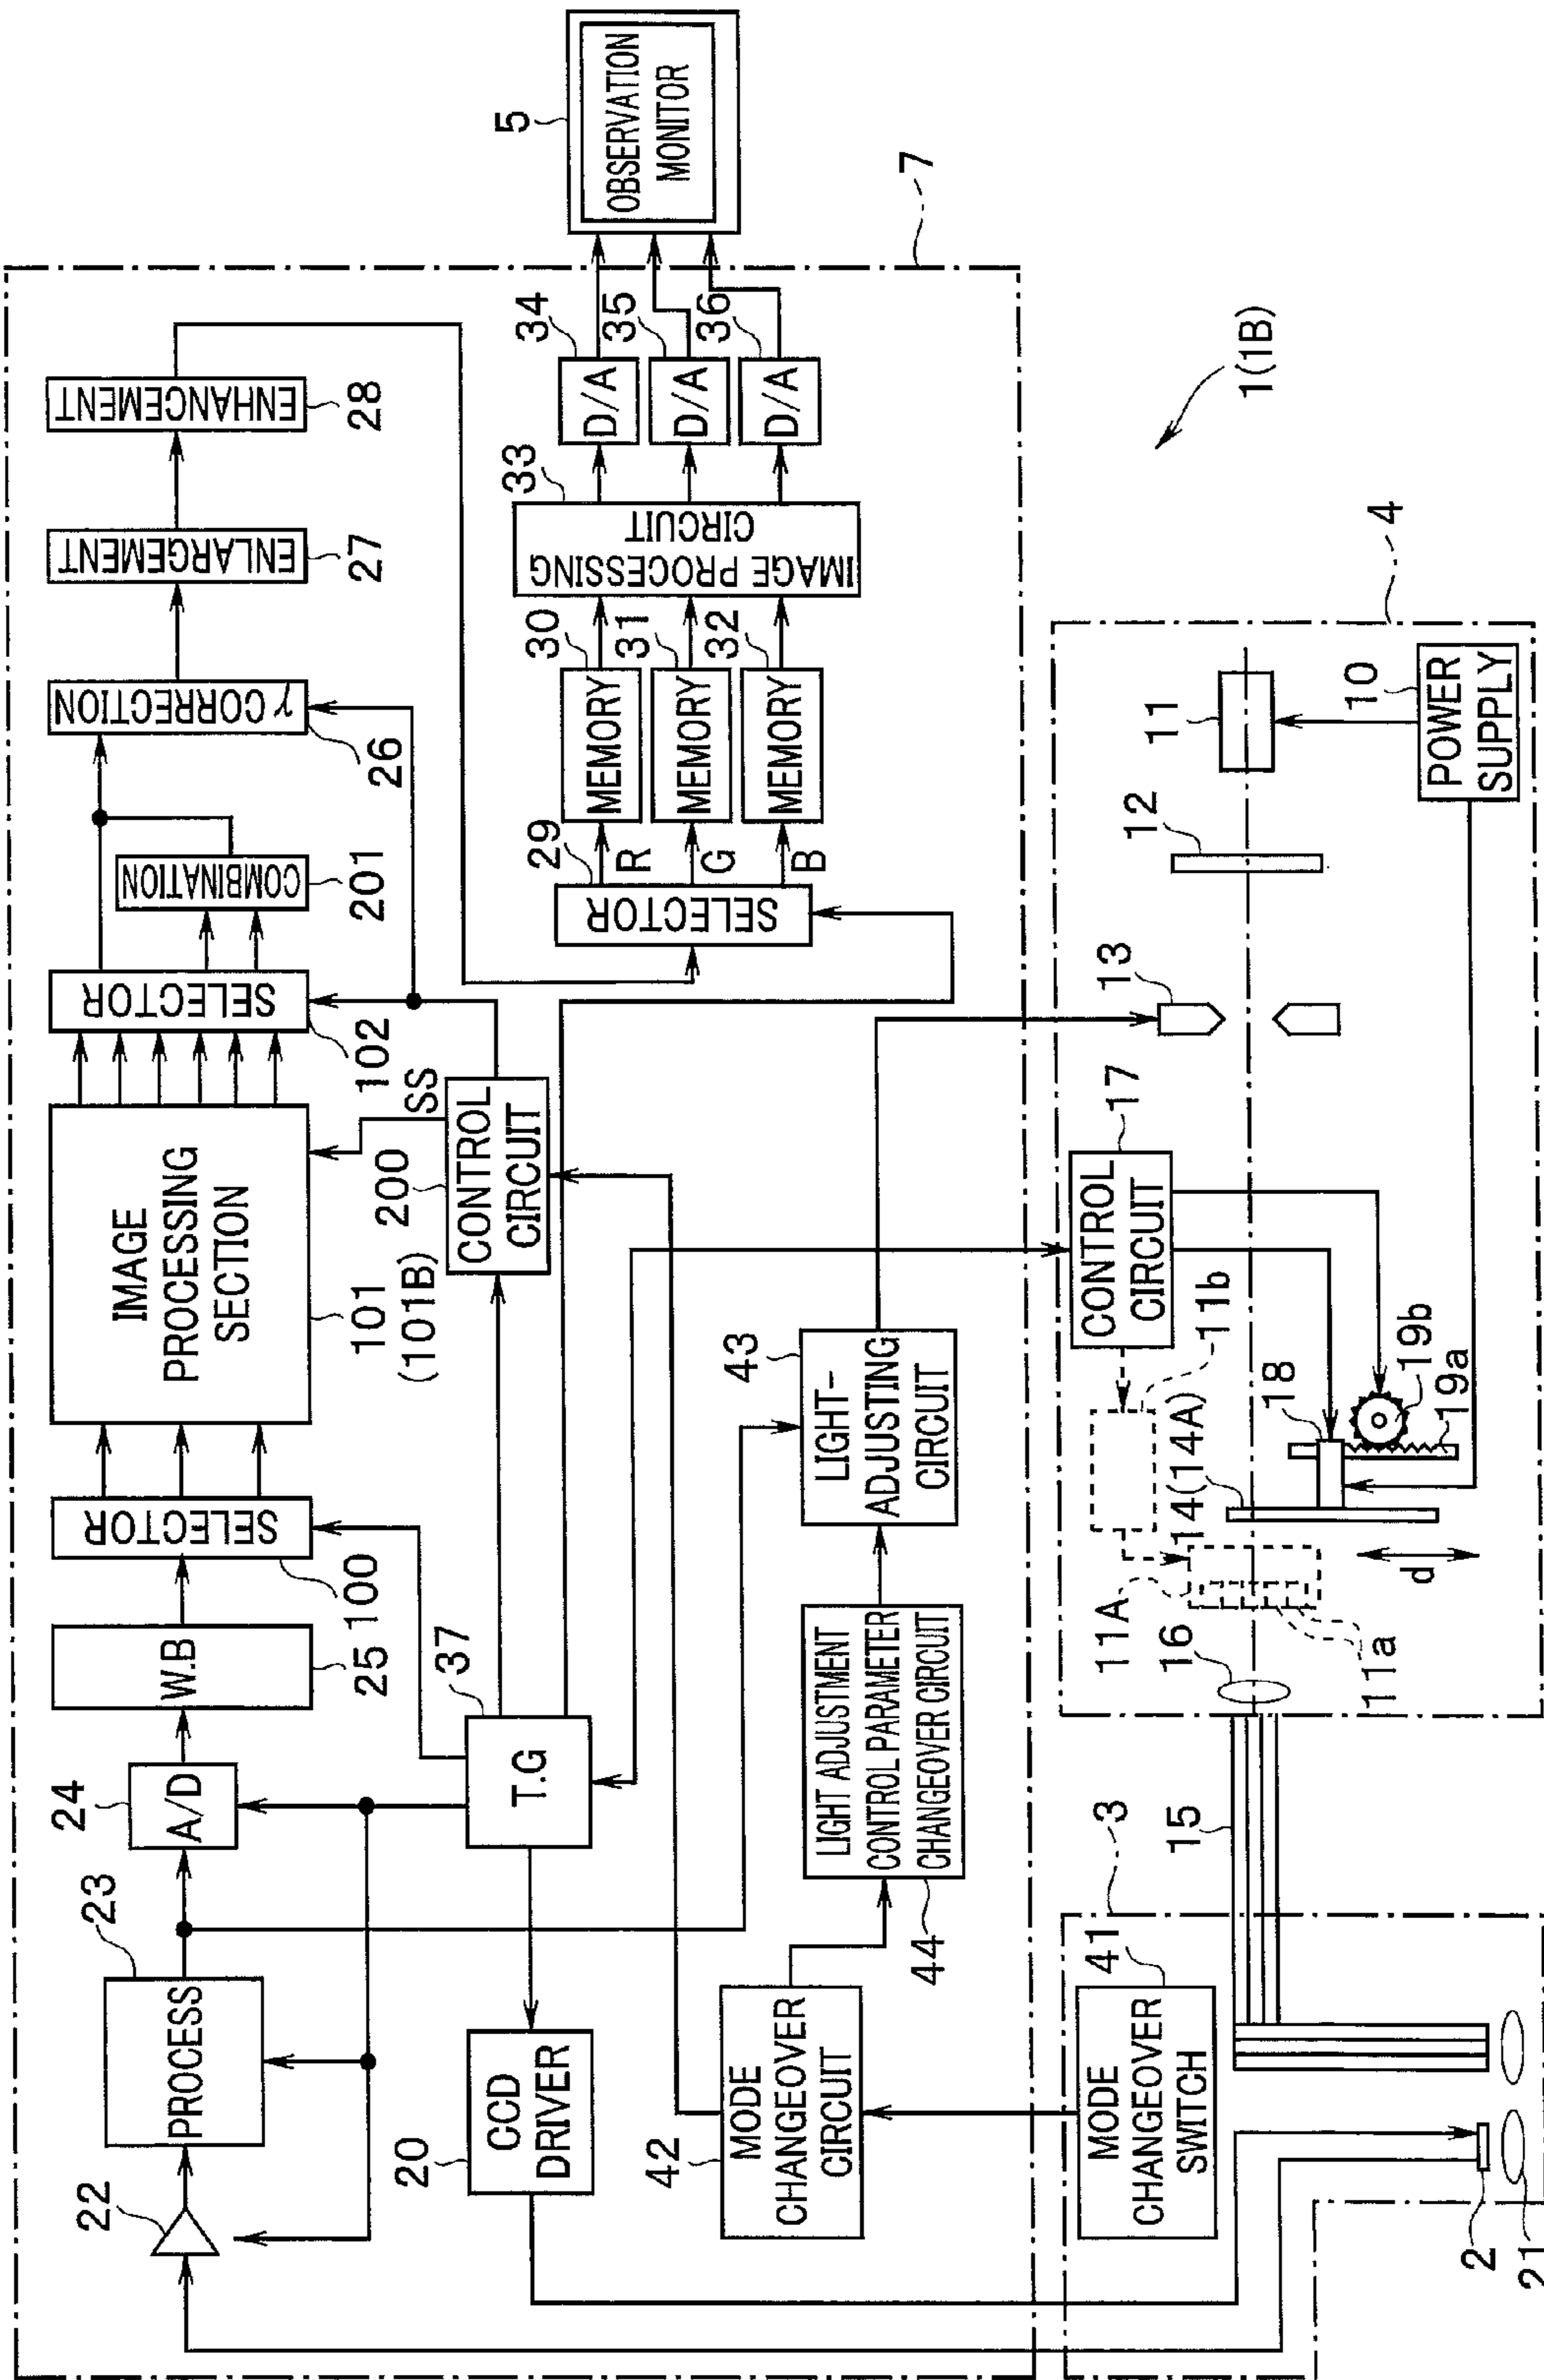 22
23
PROCESS
24
A/D
W.B
25
SELECTOR
100
IMAGE
PROCESSING
SECTION
101
(101B)
SELECTOR
102
COMBINATION
201
γ CORRECTION
26
ENLARGEMENT
27
ENHANCEMENT
28
20
CCD
DRIVER
37
T.G
200
SS
CONTROL
CIRCUIT
29
SELECTOR
R
G
B
30
MEMORY
31
MEMORY
32
MEMORY
33
IMAGE PROCESSING
CIRCUIT
34
D/A
35
D/A
36
D/A
5
OBSERVATION
MONITOR
7
42
MODE
CHANGEOVER
CIRCUIT
44
LIGHT ADJUSTMENT
CONTROL PARAMETER
CHANGEOVER CIRCUIT
43
LIGHT-
ADJUSTING
CIRCUIT
1(1B)
3
41
MODE
CHANGEOVER
SWITCH
2
21
15
16
11A
11a
14(14A)
11b
d
17
CONTROL
CIRCUIT
18
19b
19a
13
12
11
10
POWER
SUPPLY
4